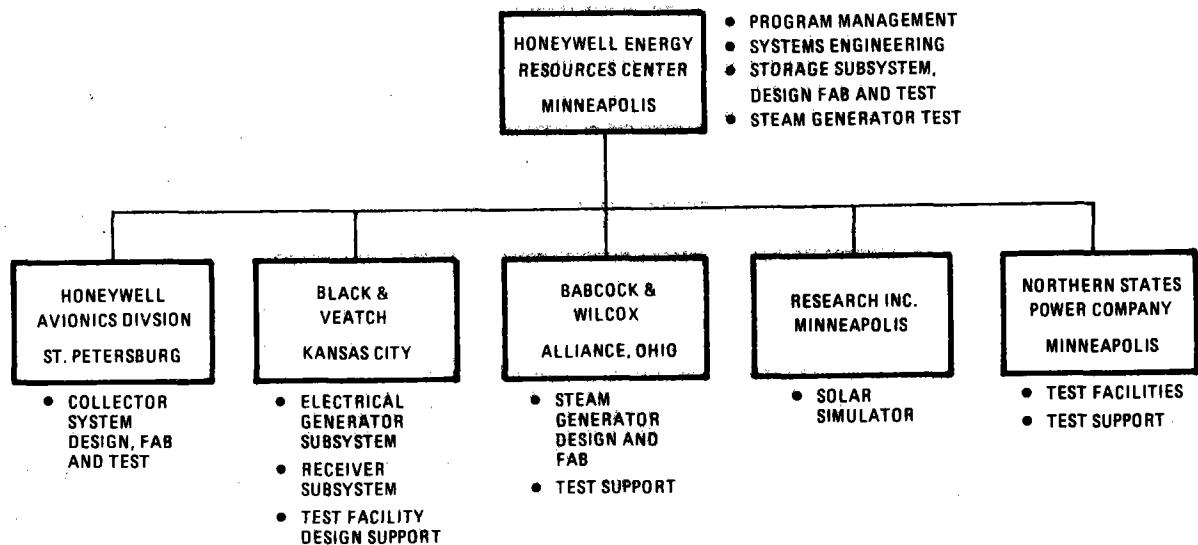 HONEYWELL ENERGY
RESOURCES CENTER
MINNEAPOLIS
● PROGRAM MANAGEMENT
● SYSTEMS ENGINEERING
● STORAGE SUBSYSTEM,
DESIGN FAB AND TEST
● STEAM GENERATOR TEST
HONEYWELL
AVIONICS DIVSION
ST. PETERSBURG
● COLLECTOR
SYSTEM
DESIGN, FAB
AND TEST
BLACK &
VEATCH
KANSAS CITY
● ELECTRICAL
GENERATOR
SUBSYSTEM
● RECEIVER
SUBSYSTEM
● TEST FACILITY
DESIGN SUPPORT
BABCOCK &
WILCOX
ALLIANCE, OHIO
● STEAM
GENERATOR
DESIGN AND
FAB
● TEST SUPPORT
RESEARCH INC.
MINNEAPOLIS
● SOLAR
SIMULATOR
NORTHERN STATES
POWER COMPANY
MINNEAPOLIS
● TEST FACILITIES
● TEST SUPPORT